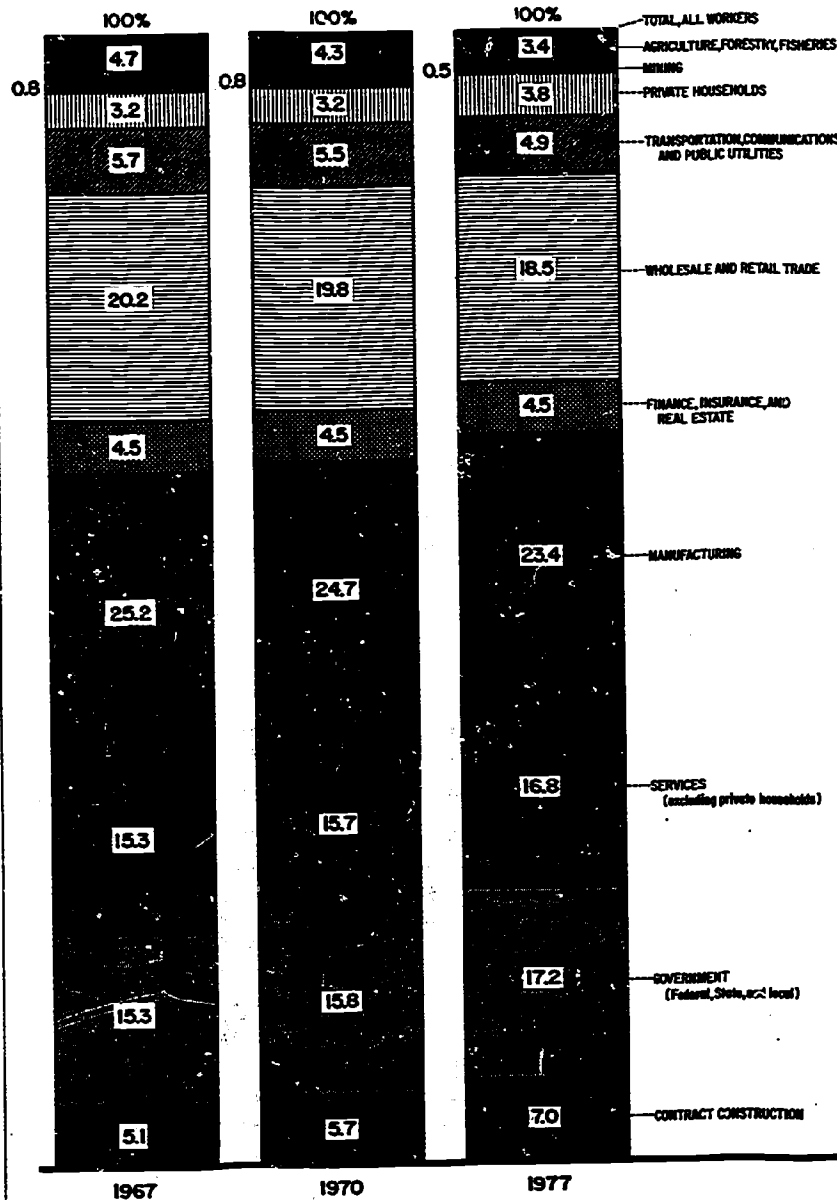 100%
100%
100%
TOTAL, ALL WORKERS
4.7
4.3
3.4
AGRICULTURE, FORESTRY, FISHERIES
0.8
0.8
0.5
MINING
3.2
3.2
3.8
PRIVATE HOUSEHOLDS
5.7
5.5
4.9
TRANSPORTATION, COMMUNICATIONS
AND PUBLIC UTILITIES
20.2
19.8
18.5
WHOLESALE AND RETAIL TRADE
4.5
4.5
4.5
FINANCE, INSURANCE, AND
REAL ESTATE
25.2
24.7
23.4
MANUFACTURING
15.3
15.7
16.8
SERVICES
(excluding private households)
15.3
15.8
17.2
GOVERNMENT
(Federal, State, and local)
5.1
5.7
7.0
CONTRACT CONSTRUCTION
1967
1970
1977